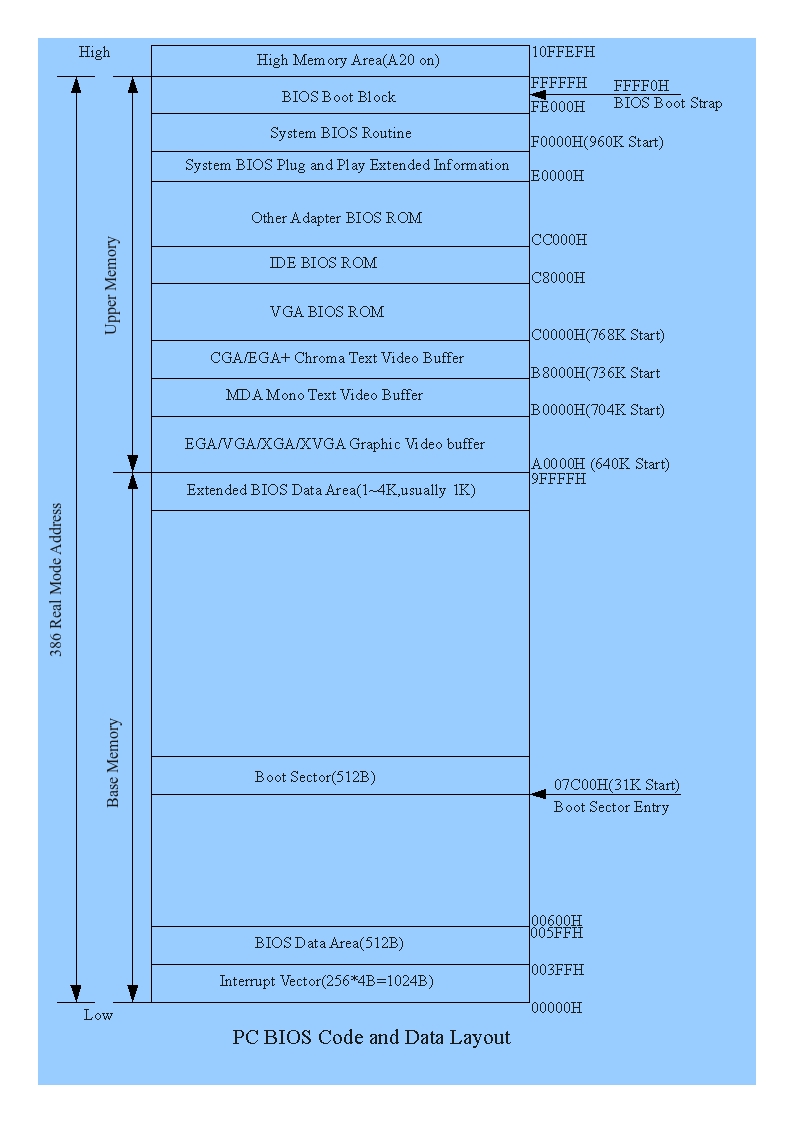 High
High Memory Area(A20 on)
10FFEFH
FFFFFH
FFFF0H
BIOS Boot Block
BIOS Boot Strap
FE000H
System BIOS Routine
F0000H(960K Start)
System BIOS Plug and Play Extended Information
E0000H
Other Adapter BIOS ROM
CC000H
IDE BIOS ROM
C8000H
Upper Memory
VGA BIOS ROM
C0000H(768K Start)
CGA/EGA+ Chroma Text Video Buffer
B8000H(736K Start
MDA Mono Text Video Buffer
B0000H(704K Start)
EGA/VGA/XGA/XVGA Graphic Video buffer
A0000H (640K Start)
9FFFFH
Extended BIOS Data Area(1~4K,usually 1K)
386 Real Mode Address
Base Memory
Boot Sector(512B)
07C00H(31K Start)
Boot Sector Entry
00600H
005FFH
BIOS Data Area(512B)
003FFH
Interrupt Vector(256*4B=1024B)
00000H
Low
PC BIOS Code and Data Layout